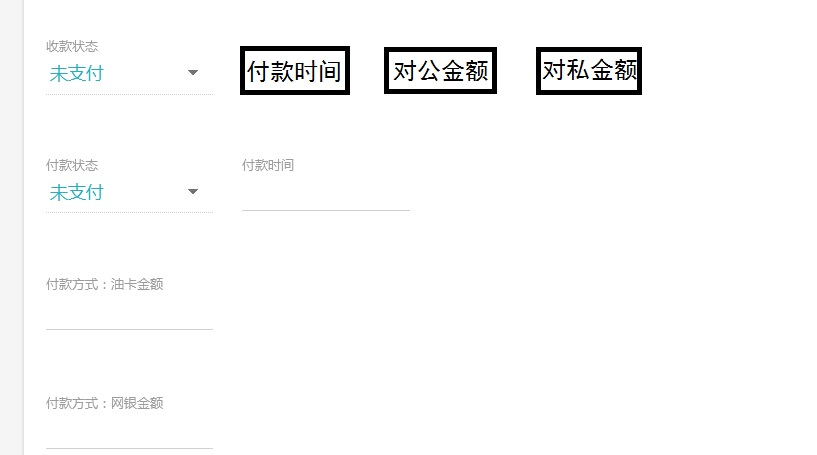 收款状态
未支付 付款时间 对公金额 对私金额
付款状态 付款时间
未支付
付款方式：油卡金额
付款方式：网银金额